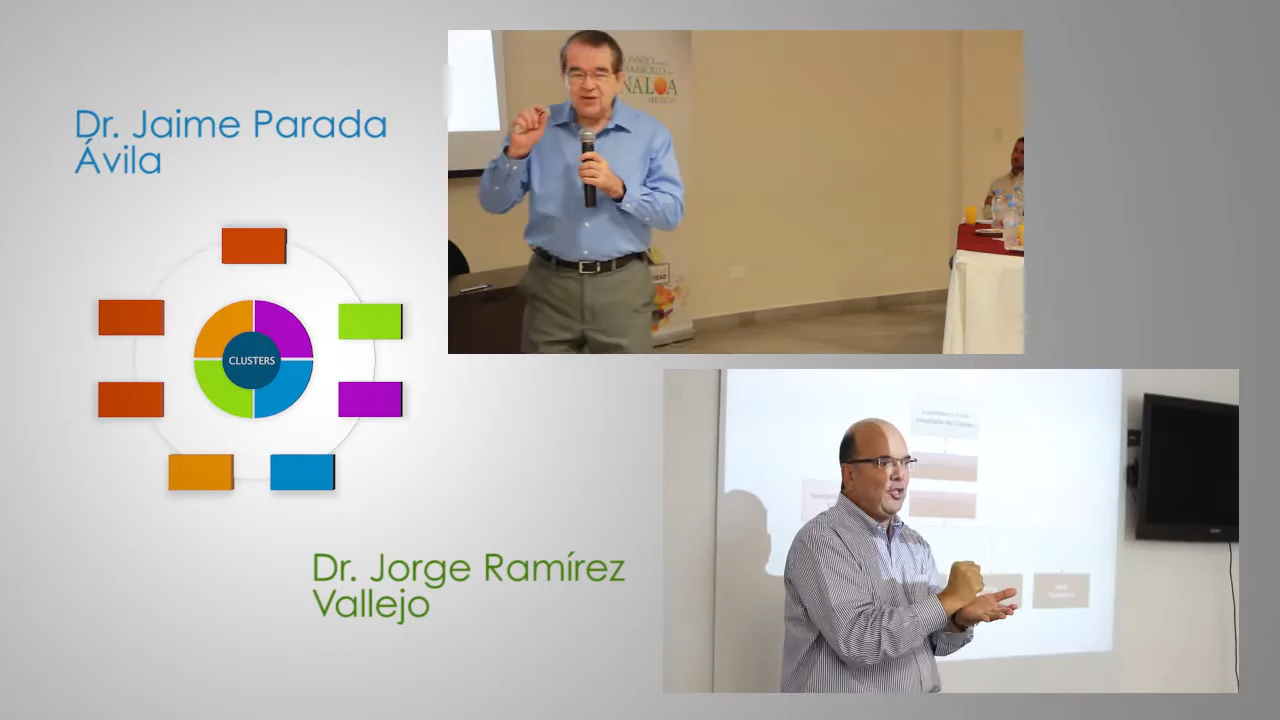 Dr. Jaime Parada
Ávila
CLUSTERS
Dr. Jorge Ramírez
Vallejo